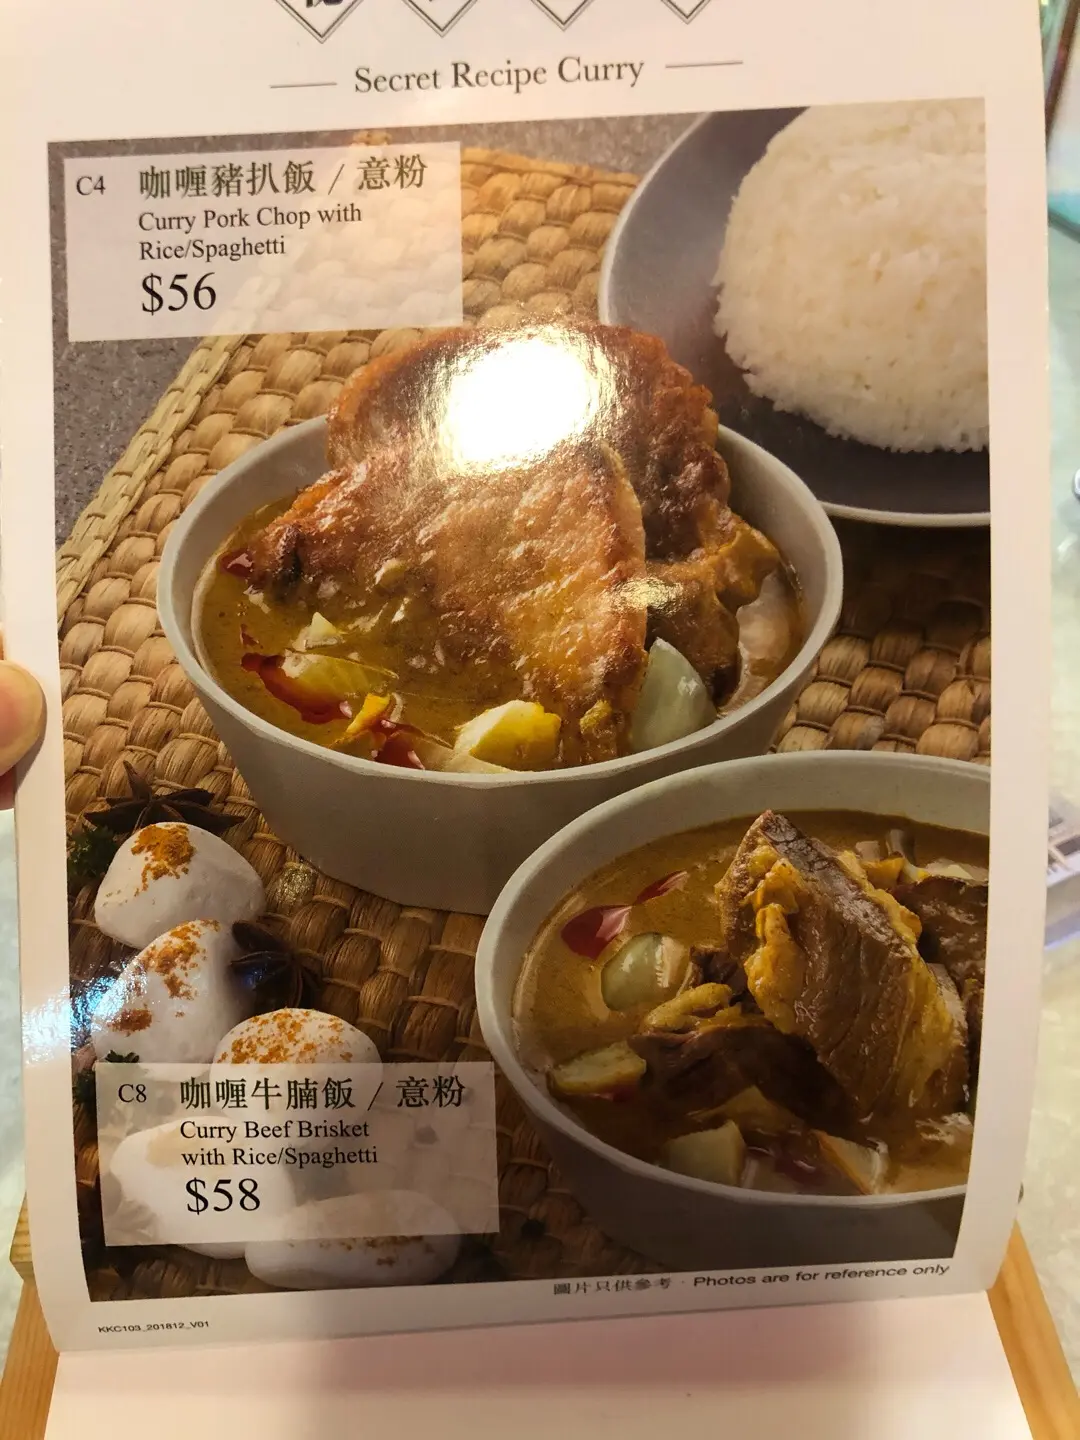 Secret Recipe Curry
C4 咖喱豬扒飯 / 意粉
Curry Pork Chop with
Rice/Spaghetti
$56
C8 咖喱牛腩飯 / 意粉
Curry Beef Brisket
with Rice/Spaghetti
$58
圖片只供參考 · Photos are for reference only
KKC103_201812_V01